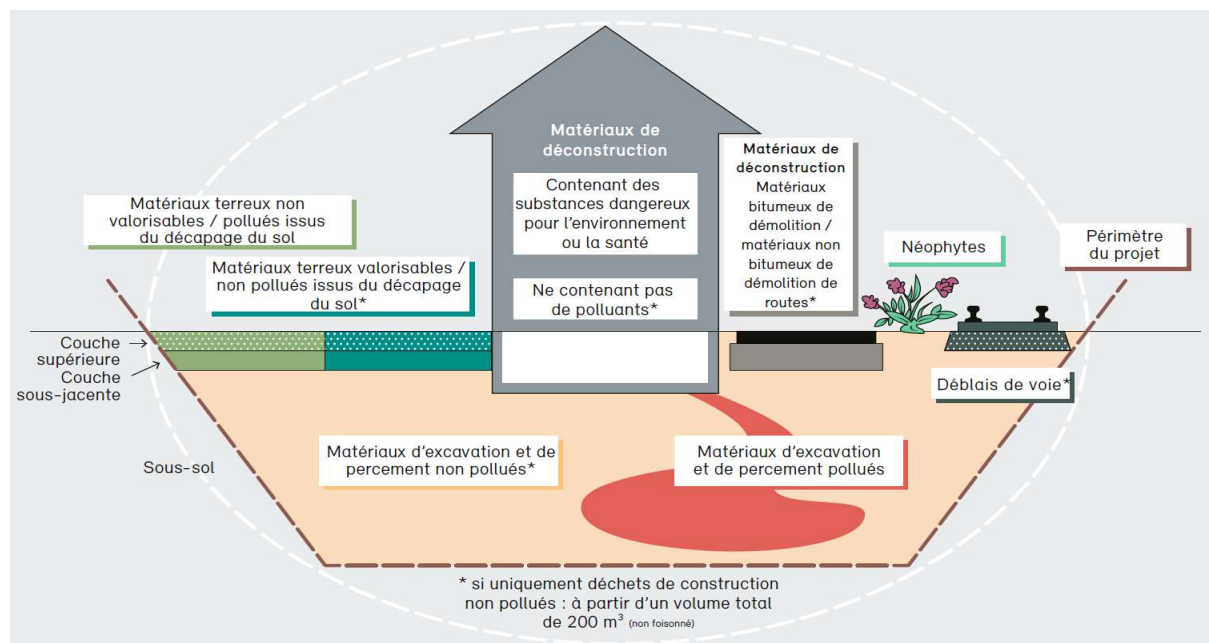 Matériaux de
déconstruction
Contenant des
substances dangereux
pour l'environnement
ou la santé
Ne contenant pas
de polluants*
Matériaux de
déconstruction
Matériaux
bitumeux de
démolition /
matériaux non
bitumeux de
démolition de
routes*
Matériaux terreux non
valorisables / pollués issus
du décapage du sol
Matériaux terreux valorisables /
non pollués issus du décapage
du sol*
Néophytes
Périmètre
du projet
Couche
supérieure
Couche
sous-jacente
Déblais de voie*
Sous-sol
Matériaux d'excavation et de
percement non pollués*
Matériaux d'excavation
et de percement pollués
* si uniquement déchets de construction
non pollués : à partir d'un volume total
de 200 m³ (non foisonné)